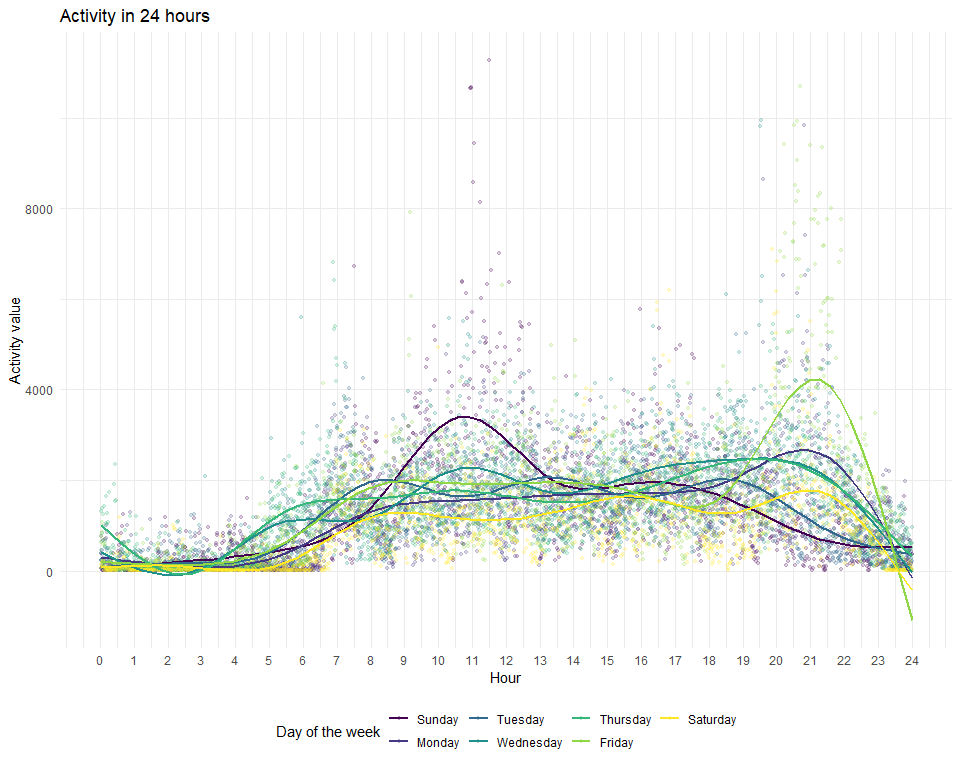 Activity in 24 hours
Activity value
8000
4000
0
0 1 2 3 4 5 6 7 8 9 10 11 12 13 14 15 16 17 18 19 20 21 22 23 24
Hour
Day of the week
Sunday Tuesday Thursday Saturday
Monday Wednesday Friday